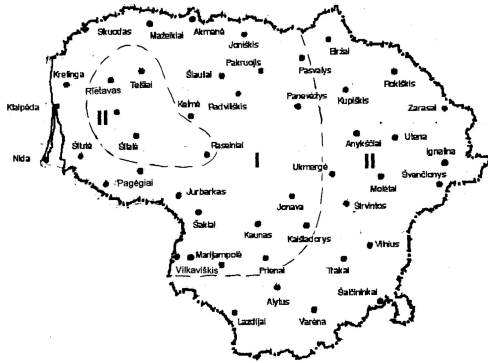 Skuodas
Mažeikiai
Akmenė
Joniškis
Biržai
Kretinga
Rietavas
Telšiai
Šiauliai
Pakruojis
Pasvalys
Rokiškis
Klaipėda
II
Kelmė
Radviliškis
Panevėžys
Kupiškis
Zarasai
Šilutė
Šilalė
Raseiniai
I
Anykščiai
II
Utena
Ignalina
Nida
Pagėgiai
Ukmergė
Molėtai
Švenčionys
Jurbarkas
Jonava
Širvintos
Šakiai
Kaunas
Kaišiadorys
Vilnius
Marijampolė
Vilkaviškis
Prienai
Trakai
Alytus
Šalčininkai
Lazdijai
Varėna